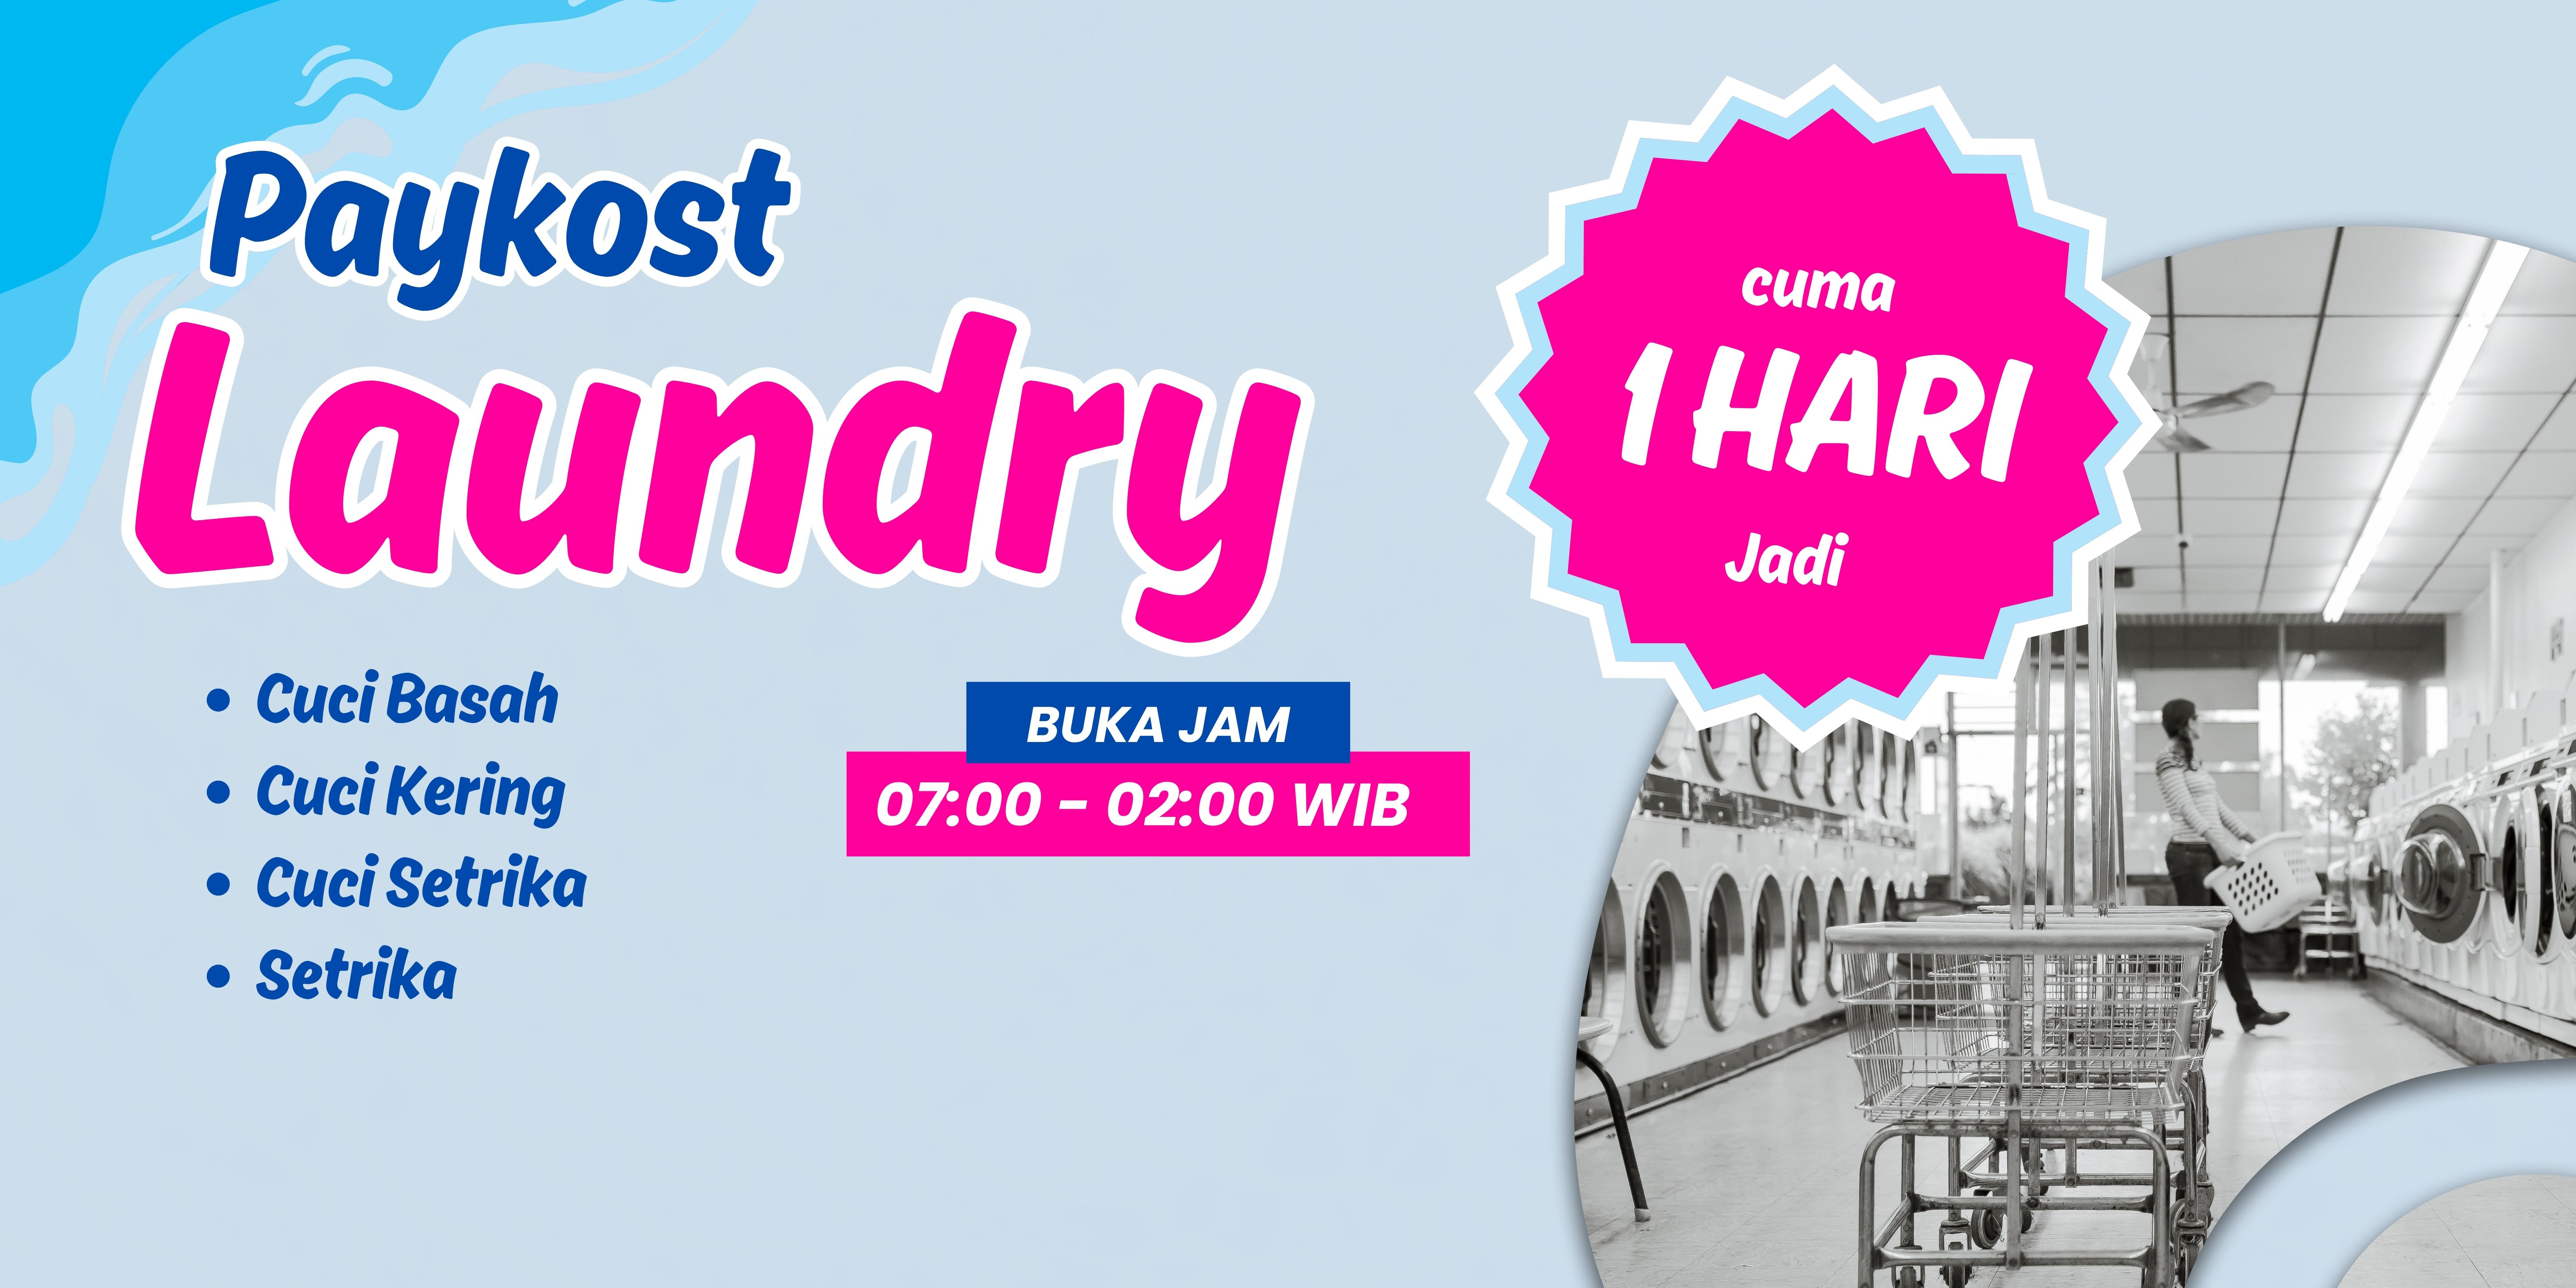 Paykost
Laundry
cuma
1 HARI
Jadi
• Cuci Basah
• Cuci Kering
• Cuci Setrika
• Setrika
BUKA JAM
07:00 - 02:00 WIB